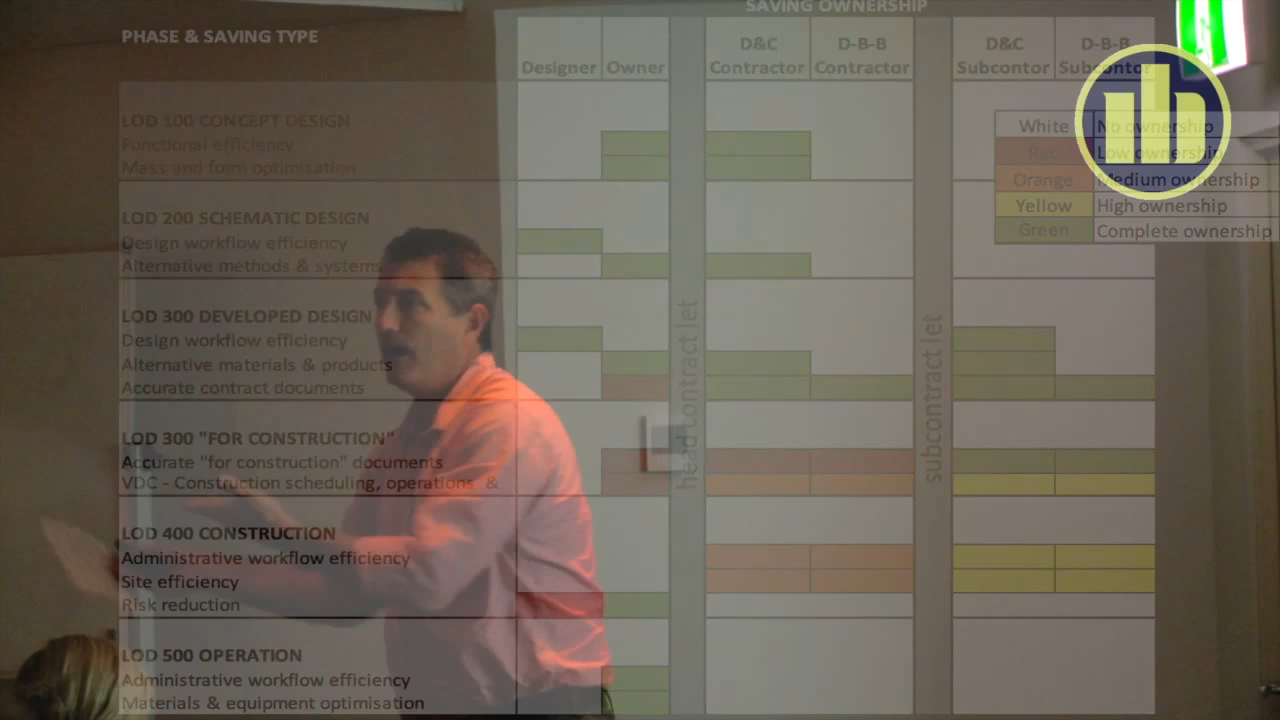 SAVING OWNERSHIP
PHASE & SAVING TYPE
Designer Owner D&C Contractor D-B-B Contractor D&C Subcontor D-B-B Subcontor
LOD 100 CONCEPT DESIGN
Functional efficiency
Mass and form optimisation
White No ownership
Red Low ownership
Orange Medium ownership
Yellow High ownership
Green Complete ownership
LOD 200 SCHEMATIC DESIGN
Design workflow efficiency
Alternative methods & systems
LOD 300 DEVELOPED DESIGN
Design workflow efficiency
Alternative materials & products
Accurate contract documents
head contract let
subcontract let
LOD 300 "FOR CONSTRUCTION"
Accurate "for construction" documents
VDC - Construction scheduling, operations &
LOD 400 CONSTRUCTION
Administrative workflow efficiency
Site efficiency
Risk reduction
LOD 500 OPERATION
Administrative workflow efficiency
Materials & equipment optimisation